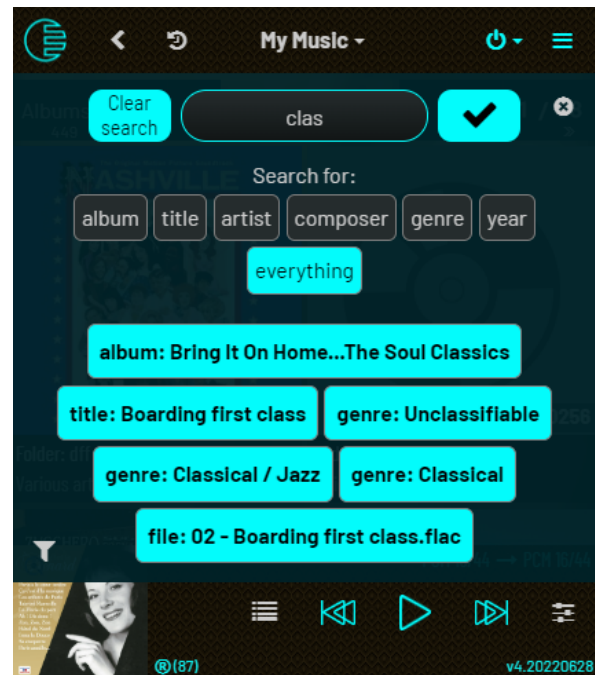 My Music
Clear search
clas
Search for:
album title artist composer genre year
everything
album: Bring It On Home...The Soul Classics
title: Boarding first class genre: Unclassifiable
genre: Classical / Jazz genre: Classical
file: 02 - Boarding first class.flac
®(87)
v4.20220628